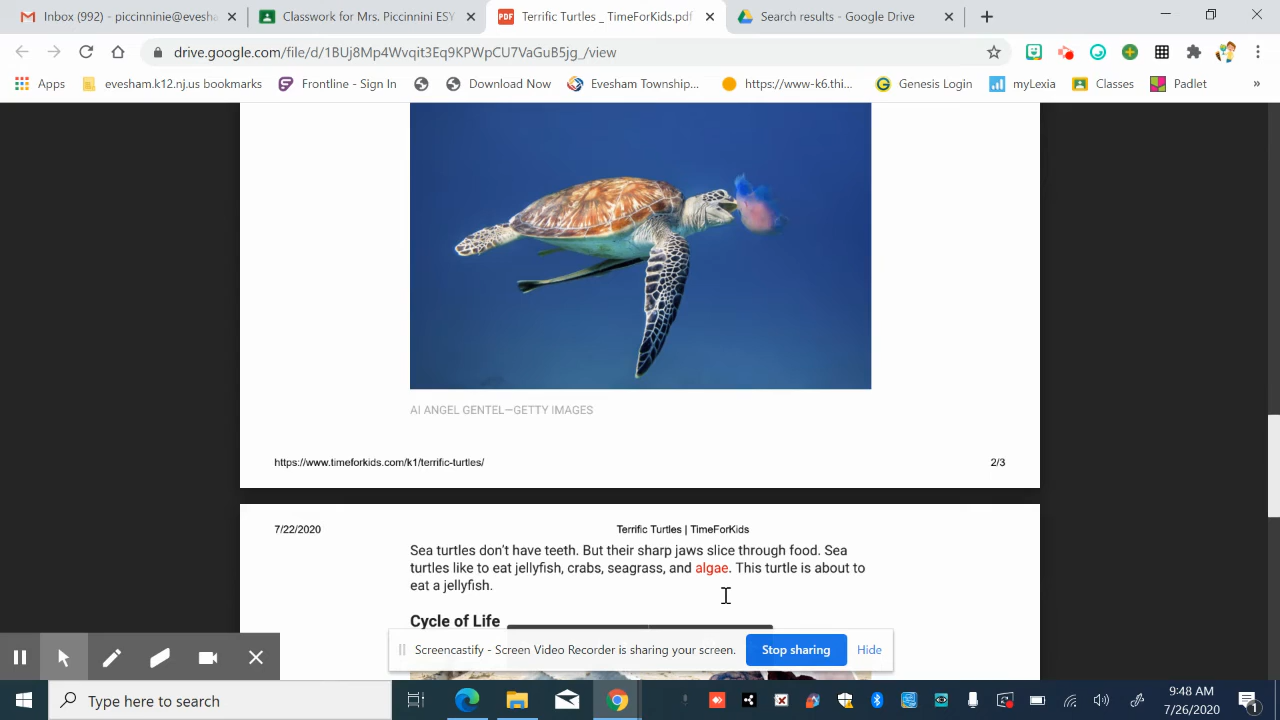 Inbox (992) - piccinninie@evesha
Classwork for Mrs. Piccinnini ESY
PDF
Terrific Turtles _ TimeForKids.pdf
Search results - Google Drive
drive.google.com/file/d/1BUj8Mp4Wvqit3Eq9KPWpCU7VaGuB5jg_/view
Apps
evesham.k12.nj.us bookmarks
Frontline - Sign In
Download Now
Evesham Township...
https://www-k6.thi...
Genesis Login
myLexia
Classes
Padlet
»
AI ANGEL GENTEL—GETTY IMAGES
https://www.timeforkids.com/k1/terrific-turtles/
2/3
7/22/2020
Terrific Turtles | TimeForKids
Sea turtles don't have teeth. But their sharp jaws slice through food. Sea
turtles like to eat jellyfish, crabs, seagrass, and algae. This turtle is about to
eat a jellyfish.
Cycle of Life
Screencastify - Screen Video Recorder is sharing your screen.
Stop sharing
Hide
Type here to search
9:48 AM
7/26/2020
1